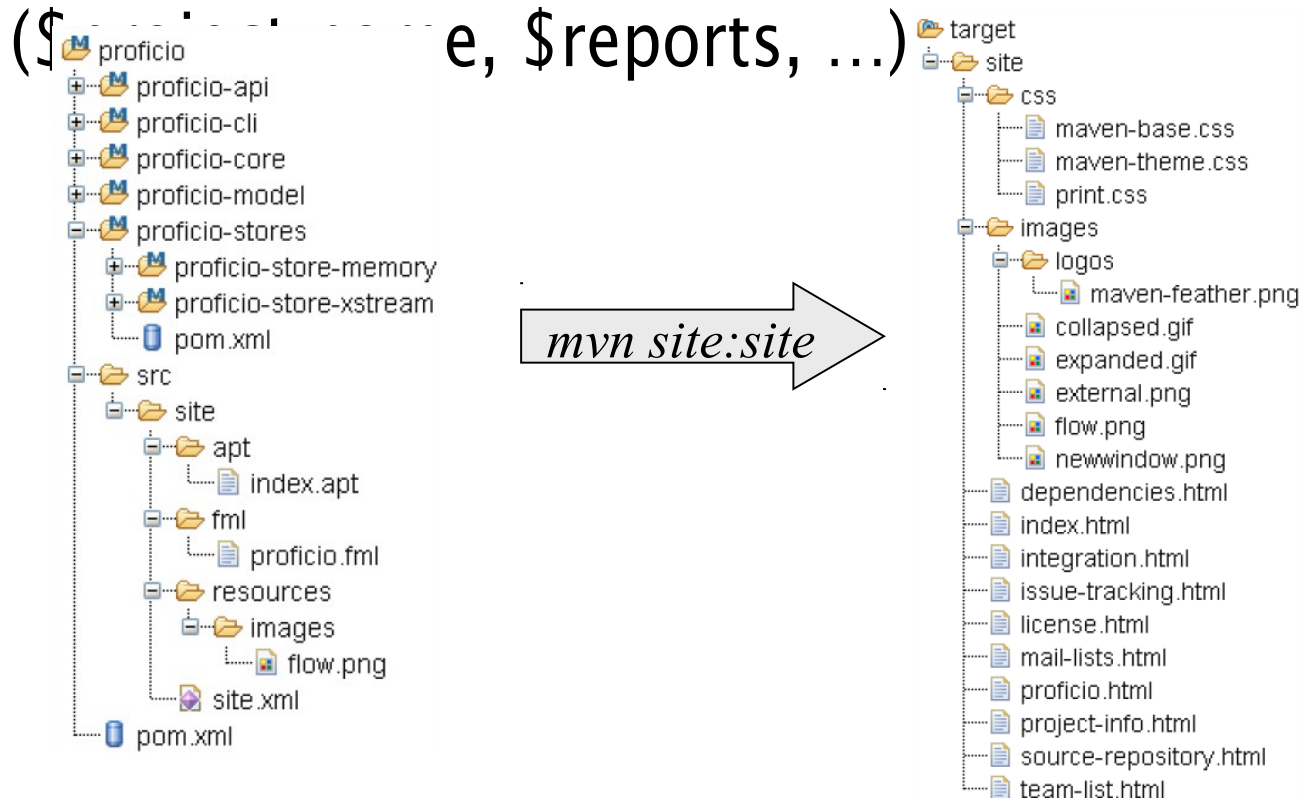 e, $reports, ...)
proficio
proficio-api
proficio-cli
proficio-core
proficio-model
proficio-stores
proficio-store-memory
proficio-store-xstream
pom.xml
src
site
apt
index.apt
fml
proficio.fml
resources
images
flow.png
site.xml
pom.xml
mvn site:site
target
site
css
maven-base.css
maven-theme.css
print.css
images
logos
maven-feather.png
collapsed.gif
expanded.gif
external.png
flow.png
newwindow.png
dependencies.html
index.html
integration.html
issue-tracking.html
license.html
mail-lists.html
proficio.html
project-info.html
source-repository.html
team-list.html